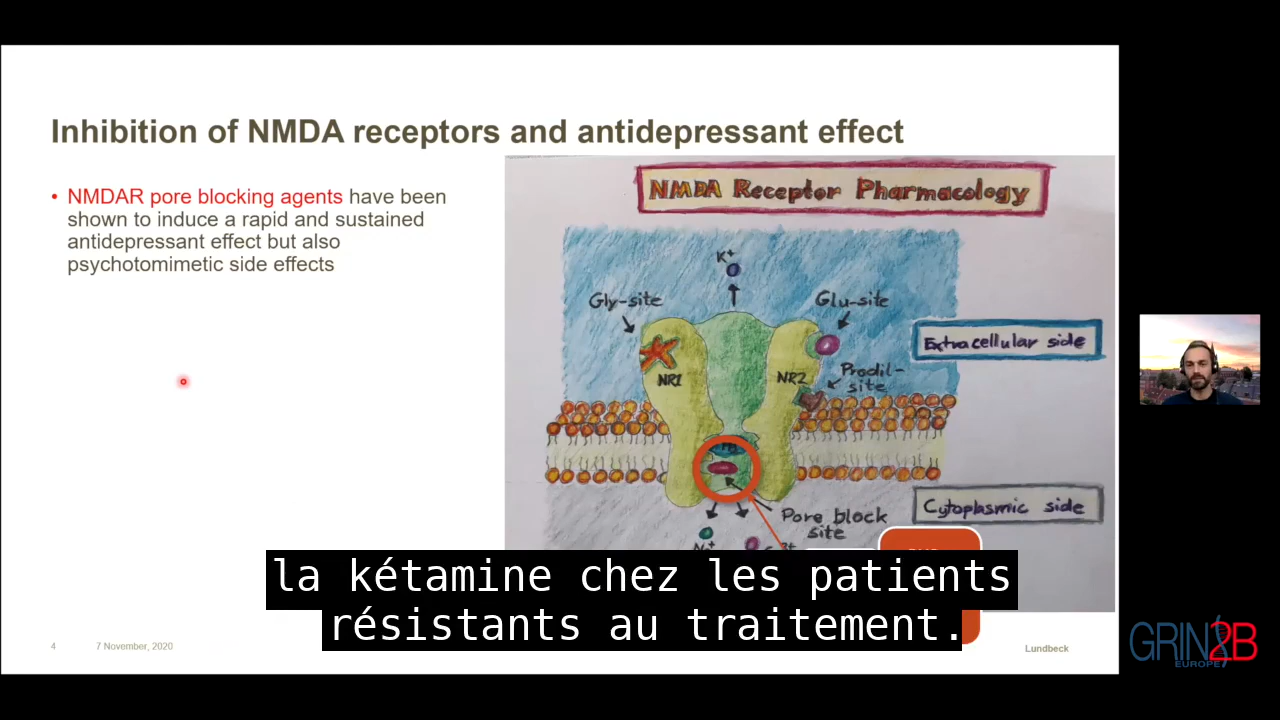 Inhibition of NMDA receptors and antidepressant effect
• NMDAR pore blocking agents have been
shown to induce a rapid and sustained
antidepressant effect but also
psychotomimetic side effects
NMDA Receptor Pharmacology
K+
Gly-site
Glu-site
Extracellular side
NR1
NR2
Prodil-
site
Cytoplasmic side
Pore block
site
la kétamine chez les patients
résistants au traitement.
4
7 November, 2020
Lundbeck
GRIN2B
EUROPE